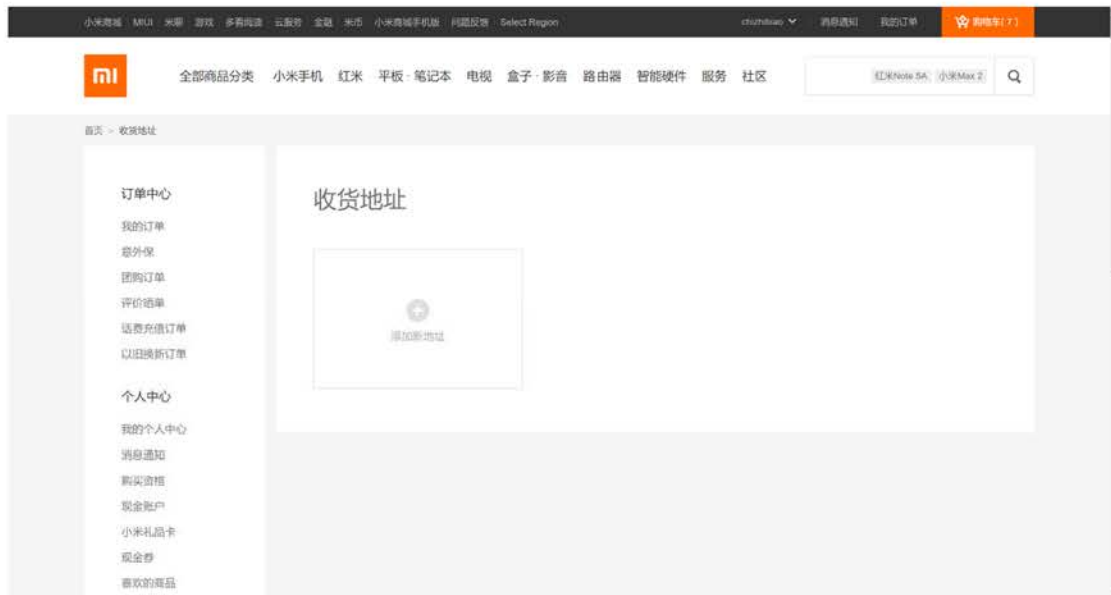 小米商城 MIUI 米聊 游戏 多看阅读 云服务 金融 米币 小米商城手机版 问题反馈 Select Region chizhibiao 消息通知 我的订单 购物车(7)
全部商品分类 小米手机 红米 平板·笔记本 电视 盒子·影音 路由器 智能硬件 服务 社区 红米Note 5A 小米Max 2
首页 > 收货地址
订单中心
我的订单
意外保
团购订单
评价晒单
话费充值订单
以旧换新订单
个人中心
我的个人中心
消息通知
购买资格
现金账户
小米礼品卡
现金券
喜欢的商品
收货地址
添加新地址